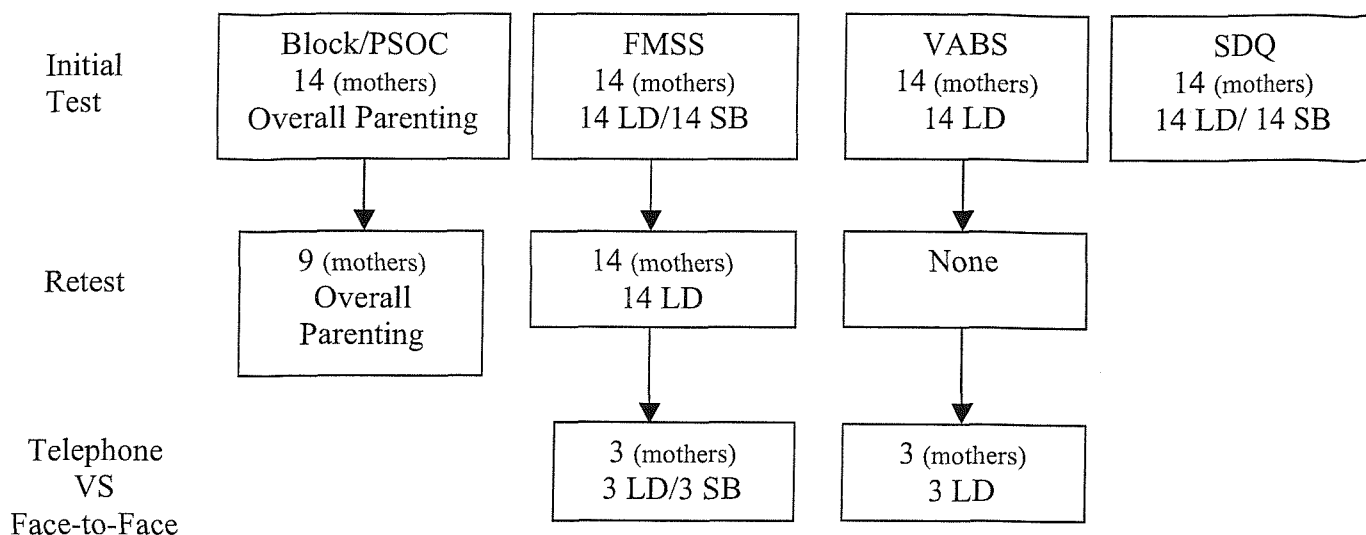 Initial
Test
Block/PSOC
14 (mothers)
Overall Parenting
FMSS
14 (mothers)
14 LD/14 SB
VABS
14 (mothers)
14 LD
SDQ
14 (mothers)
14 LD/ 14 SB
Retest
9 (mothers)
Overall
Parenting
14 (mothers)
14 LD
None
Telephone
VS
Face-to-Face
3 (mothers)
3 LD/3 SB
3 (mothers)
3 LD